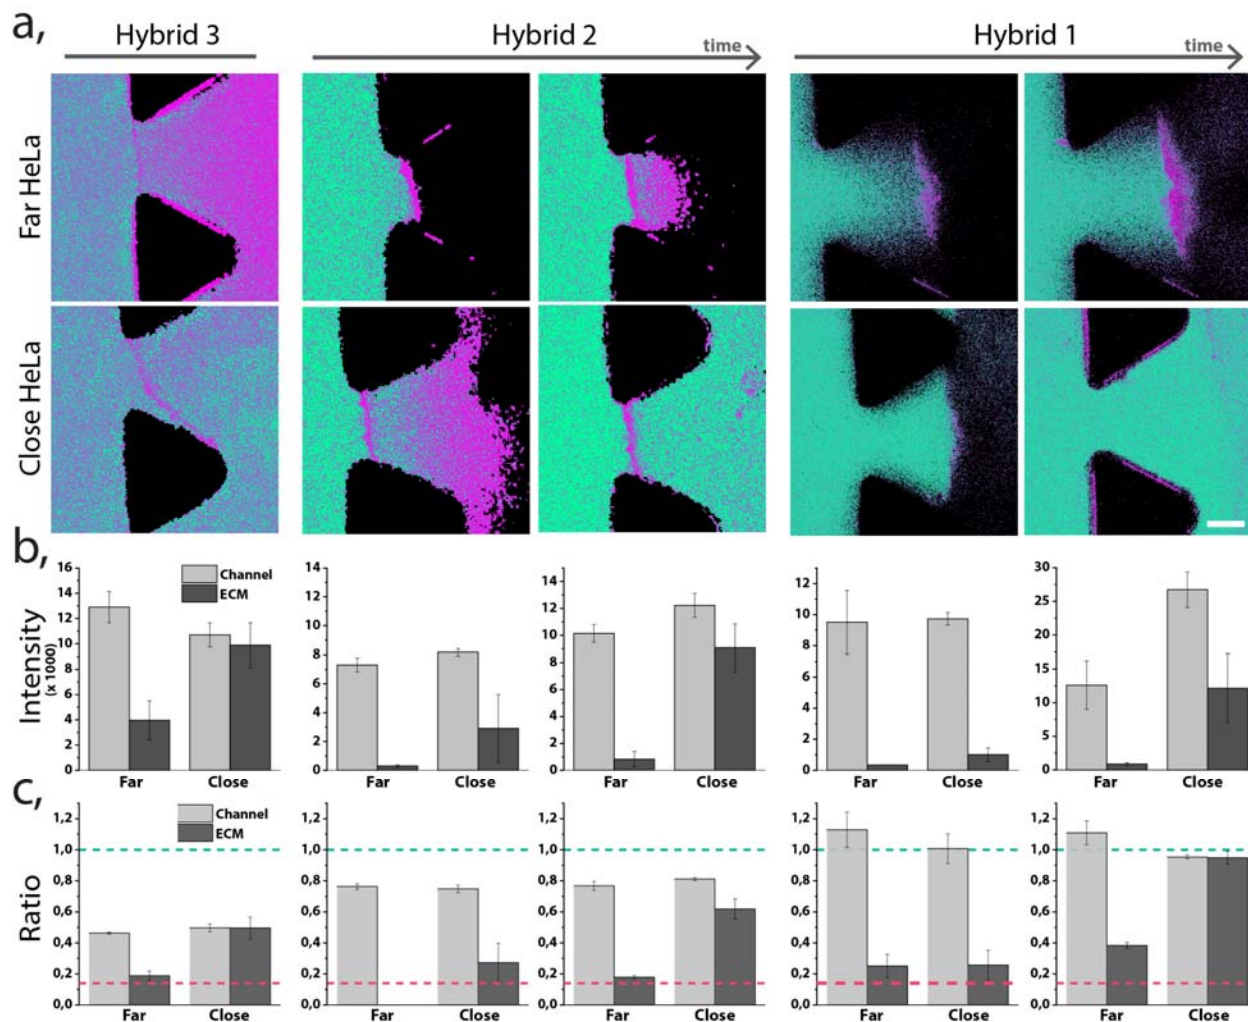 a,
Hybrid 3
Hybrid 2
time
Hybrid 1
time
Far HeLa
Close HeLa
b,
Intensity
(x 1000)
16
14
12
10
8
6
4
2
0
Channel
ECM
Far
Close
14
12
10
8
6
4
2
0
Far
Close
14
12
10
8
6
4
2
0
Far
Close
12
10
8
6
4
2
0
Far
Close
30
25
20
15
10
5
0
Far
Close
c,
Ratio
1,2
1,0
0,8
0,6
0,4
0,2
0,0
Channel
ECM
Far
Close
1,2
1,0
0,8
0,6
0,4
0,2
0,0
Far
Close
1,2
1,0
0,8
0,6
0,4
0,2
0,0
Far
Close
1,2
1,0
0,8
0,6
0,4
0,2
0,0
Far
Close
1,2
1,0
0,8
0,6
0,4
0,2
0,0
Far
Close